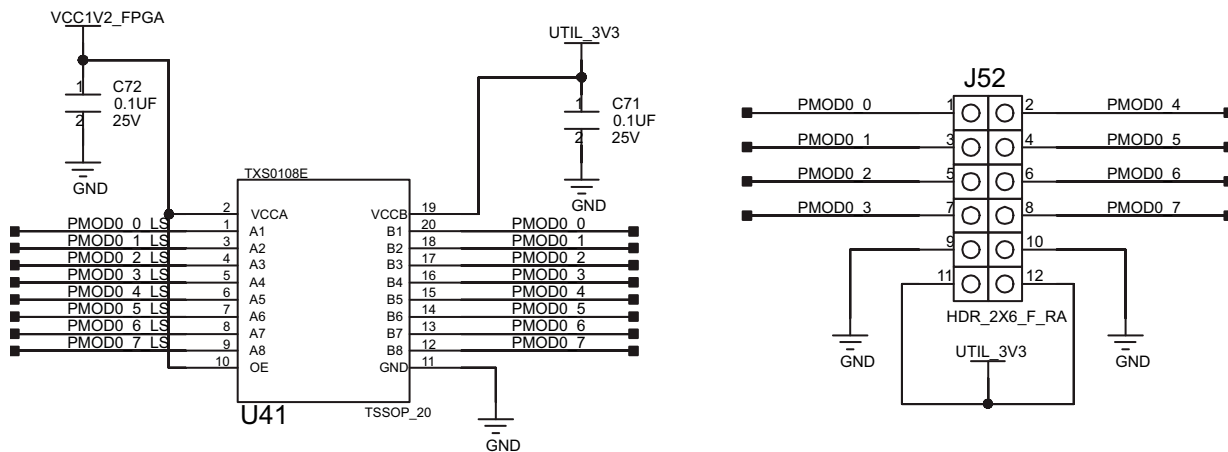 VCC1V2_FPGA
1
C72
0.1UF
25V
2
GND
UTIL_3V3
1
C71
0.1UF
25V
2
GND
TXS0108E
2 VCCA VCCB 19
PMOD0_0_LS 1 A1 B1 20 PMOD0_0
PMOD0_1_LS 3 A2 B2 18 PMOD0_1
PMOD0_2_LS 4 A3 B3 17 PMOD0_2
PMOD0_3_LS 5 A4 B4 16 PMOD0_3
PMOD0_4_LS 6 A5 B5 15 PMOD0_4
PMOD0_5_LS 7 A6 B6 14 PMOD0_5
PMOD0_6_LS 8 A7 B7 13 PMOD0_6
PMOD0_7_LS 9 A8 B8 12 PMOD0_7
10 OE GND 11
U41
TSSOP_20
GND
J52
PMOD0_0 1 2 PMOD0_4
PMOD0_1 3 4 PMOD0_5
PMOD0_2 5 6 PMOD0_6
PMOD0_3 7 8 PMOD0_7
9 10
11 12
HDR_2X6_F_RA
GND
UTIL_3V3
GND